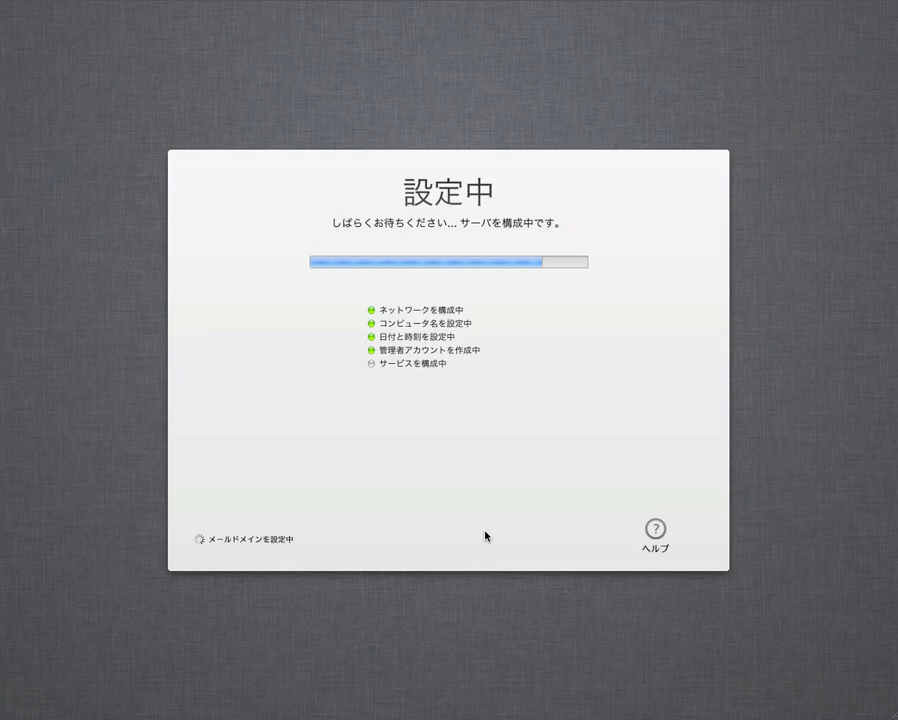 設定中
しばらくお待ちください... サーバを構成中です。
ネットワークを構成中
コンピュータ名を設定中
日付と時刻を設定中
管理者アカウントを作成中
サービスを構成中
メールドメインを設定中
?
ヘルプ